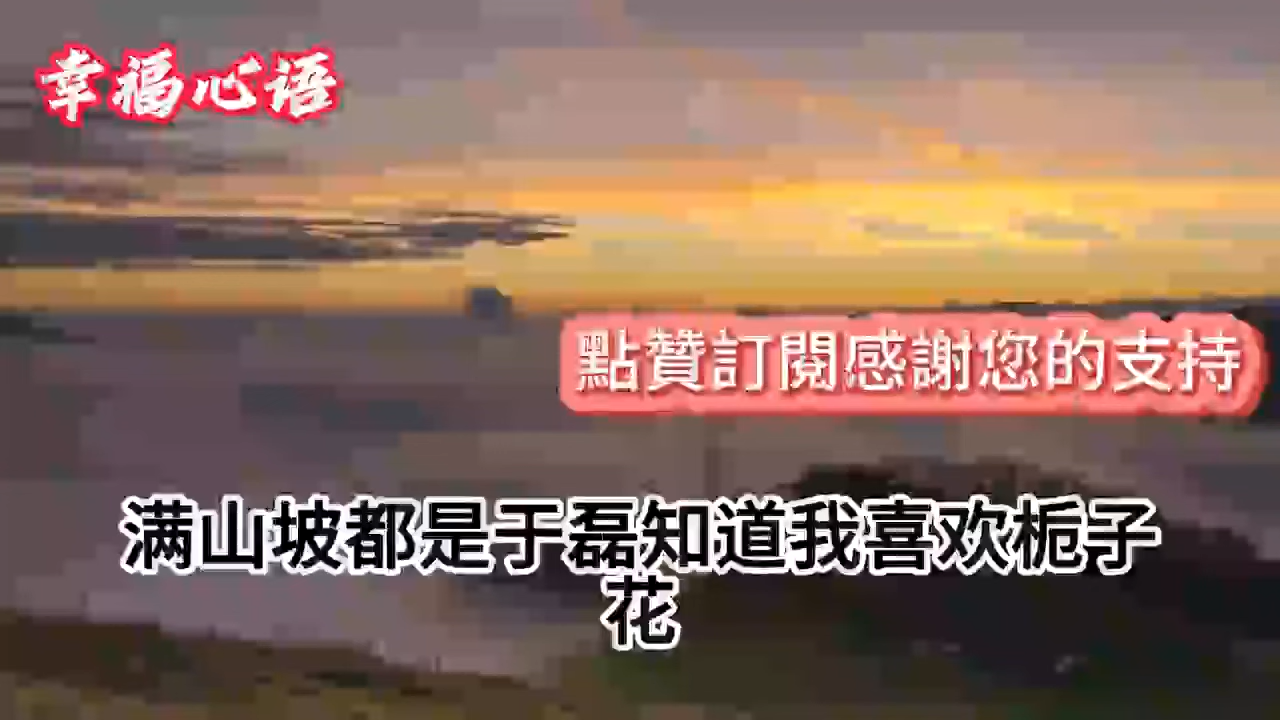 幸福心语
點贊訂閱感謝您的支持
满山坡都是于磊知道我喜欢栀子
花